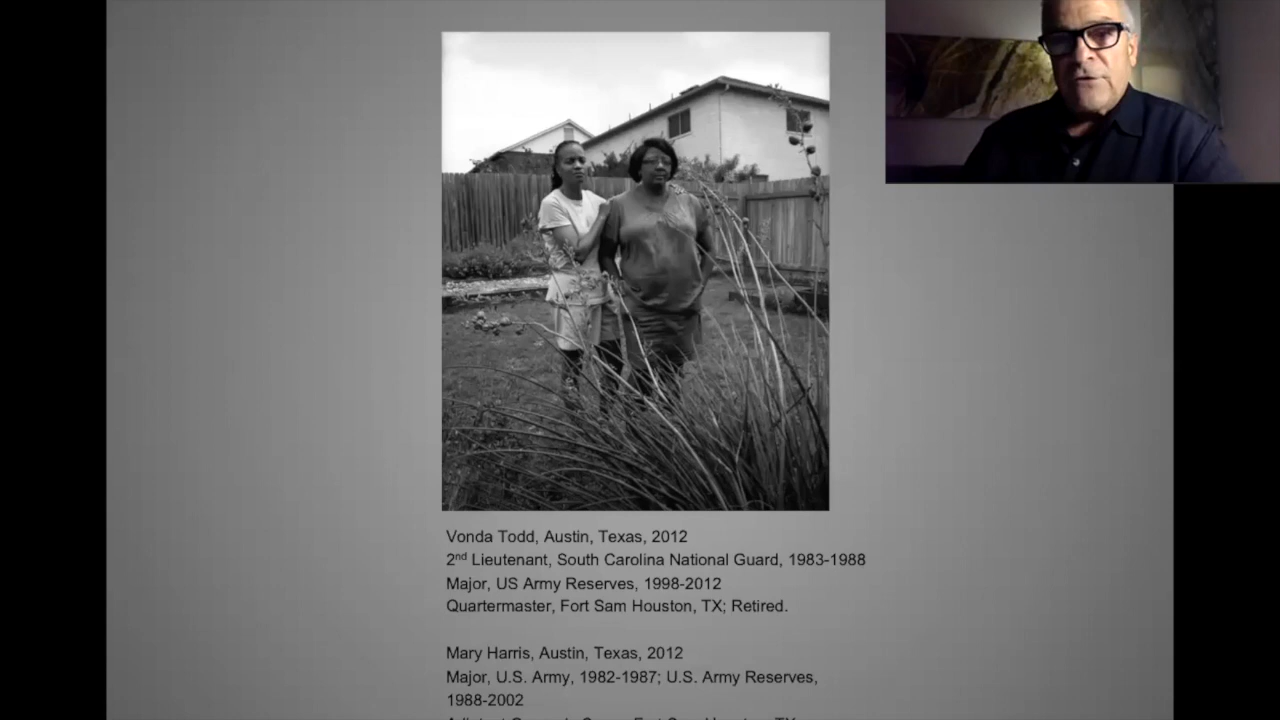 Vonda Todd, Austin, Texas, 2012
2nd Lieutenant, South Carolina National Guard, 1983-1988
Major, US Army Reserves, 1998-2012
Quartermaster, Fort Sam Houston, TX; Retired.
Mary Harris, Austin, Texas, 2012
Major, U.S. Army, 1982-1987; U.S. Army Reserves,
1988-2002